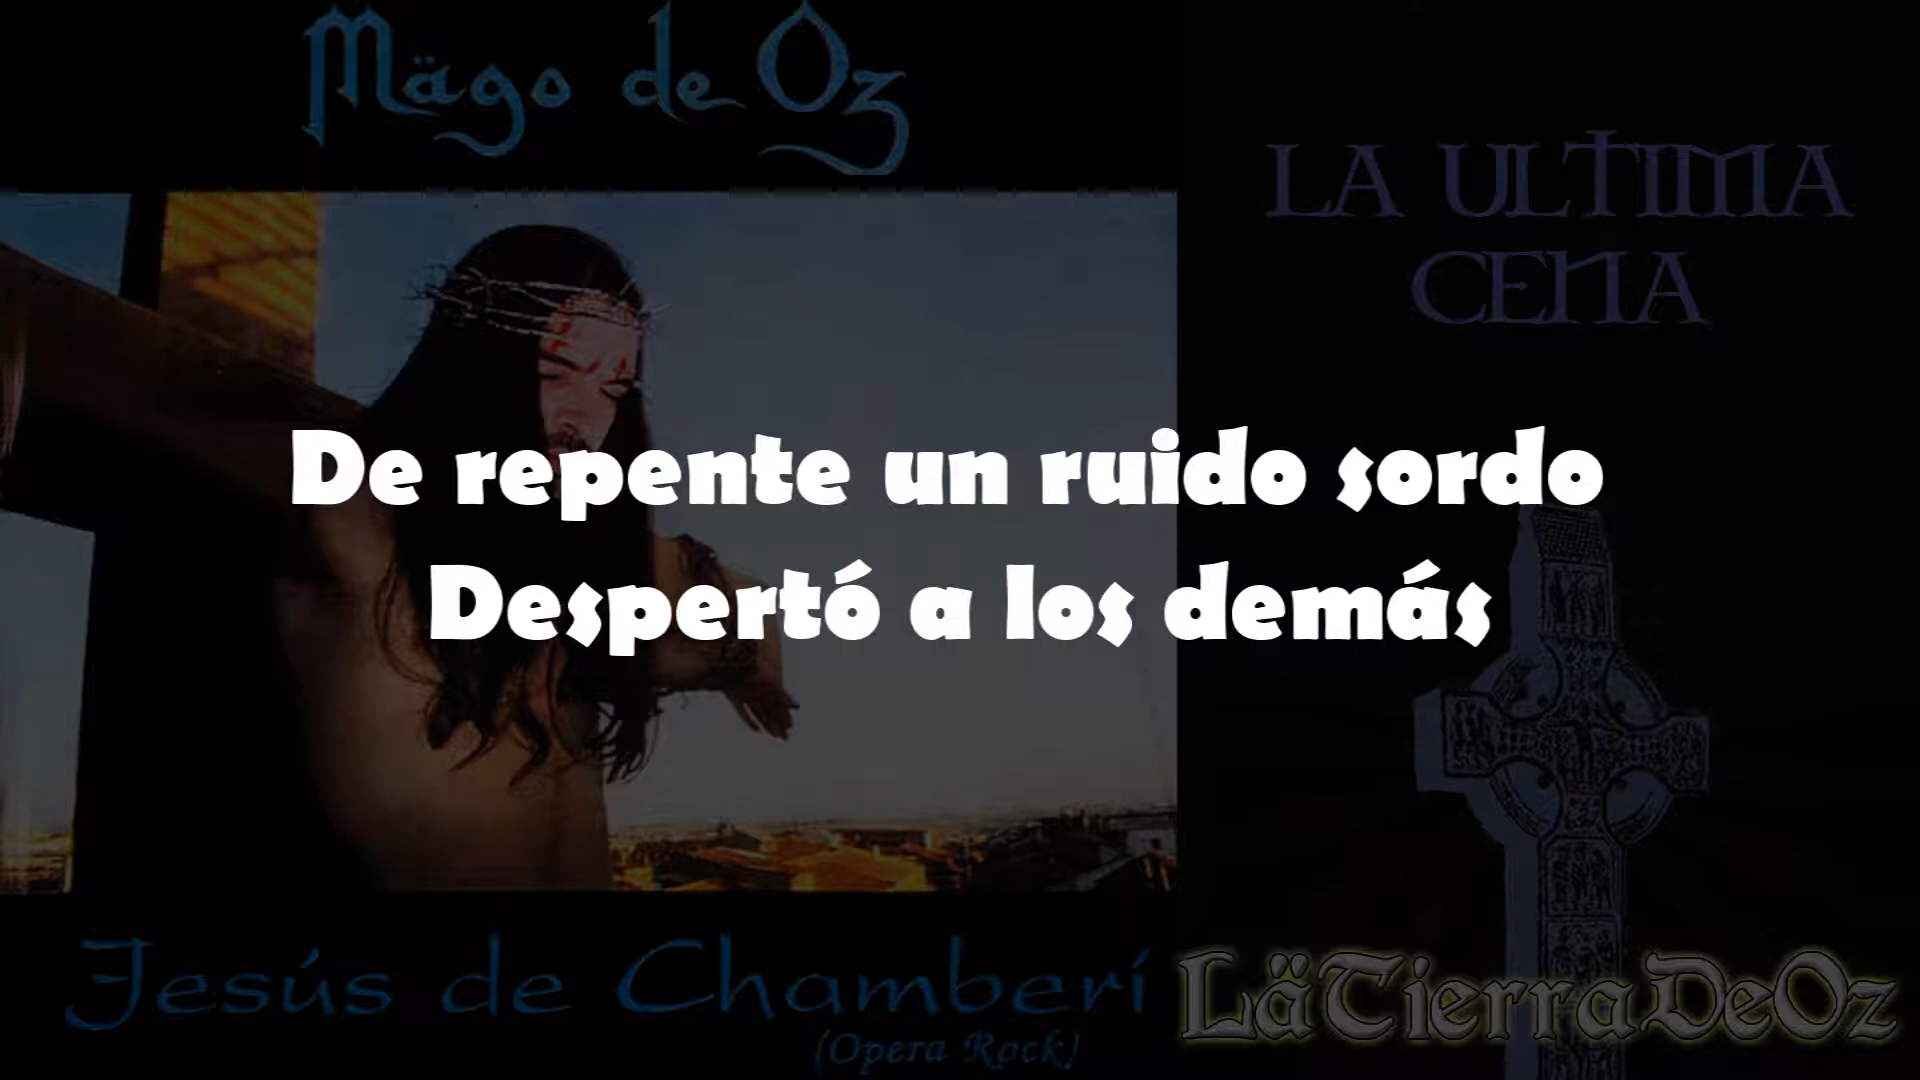 Mägo de Oz
LA ULTIMA
CENA
De repente un ruido sordo
Despertó a los demás
Jesús de Chamberí
(Opera Rock)
LäTierraDeOz